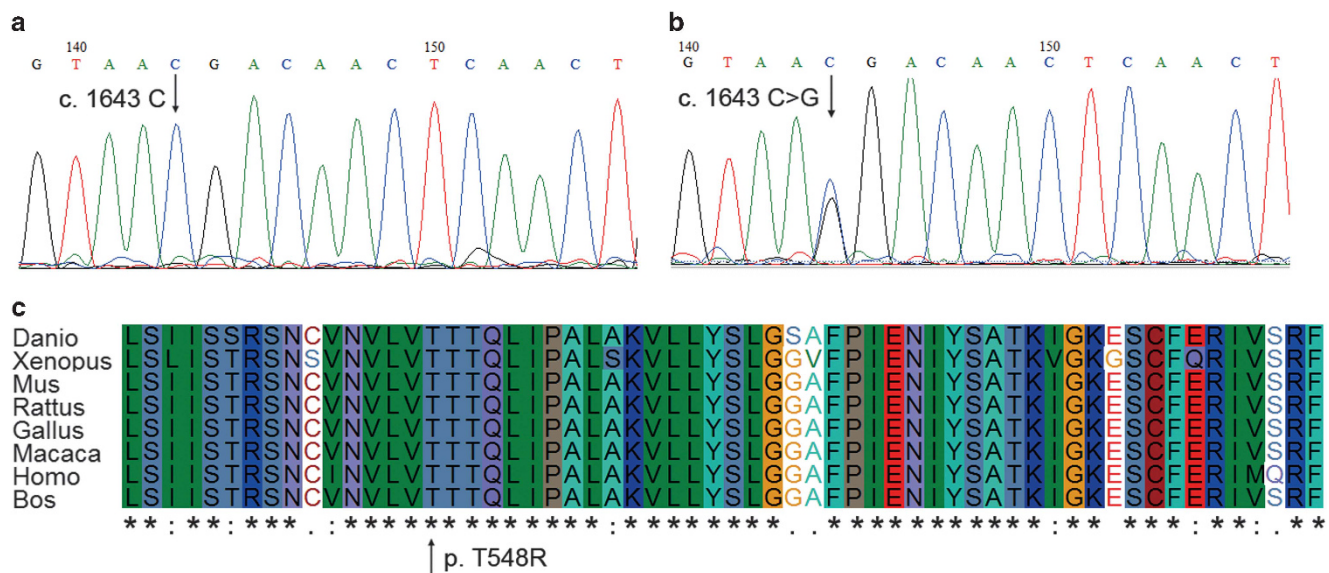 a
140 150
G T A A C G A C A A C T C A A C T
c. 1643 C
b
140 150
G T A A C G A C A A C T C A A C T
c. 1643 C>G
c
Danio LSIISSRSNCVNVLVTTTQLIPALAKVLLYSLGSAFPIENIYSATKIGKESCFERIVSRF
Xenopus LSLISTRSNSVNVLVTTTQLIPALSKVLLYSLGGVFPIENIYSATKVGKGSCFQRIVSRF
Mus LSIISTRSNCVNVLVTTTQLIPALAKVLLYSLGGAFPIENIYSATKIGKESCFERIVSRF
Rattus LSIISTRSNCVNVLVTTTQLIPALAKVLLYSLGGAFPIENIYSATKIGKESCFERIVSRF
Gallus LSIISTRSNCVNVLVTTTQLIPALAKVLLYSLGGAFPIENIYSATKIGKESCFERIVSRF
Macaca LSIISTRSNCVNVLVTTTQLIPALAKVLLYSLGGAFPIENIYSATKIGKESCFERIVSRF
Homo LSIISTRSNCVNVLVTTTQLIPALAKVLLYSLGGAFPIENIYSATKIGKESCFERIMQRF
Bos LSIISTRSNCVNVLVTTTQLIPALAKVLLYSLGGAFPIENIYSATKIGKESCFERIVSRF
**:**:***..*************:********..***********:** ***:**:.**
p. T548R